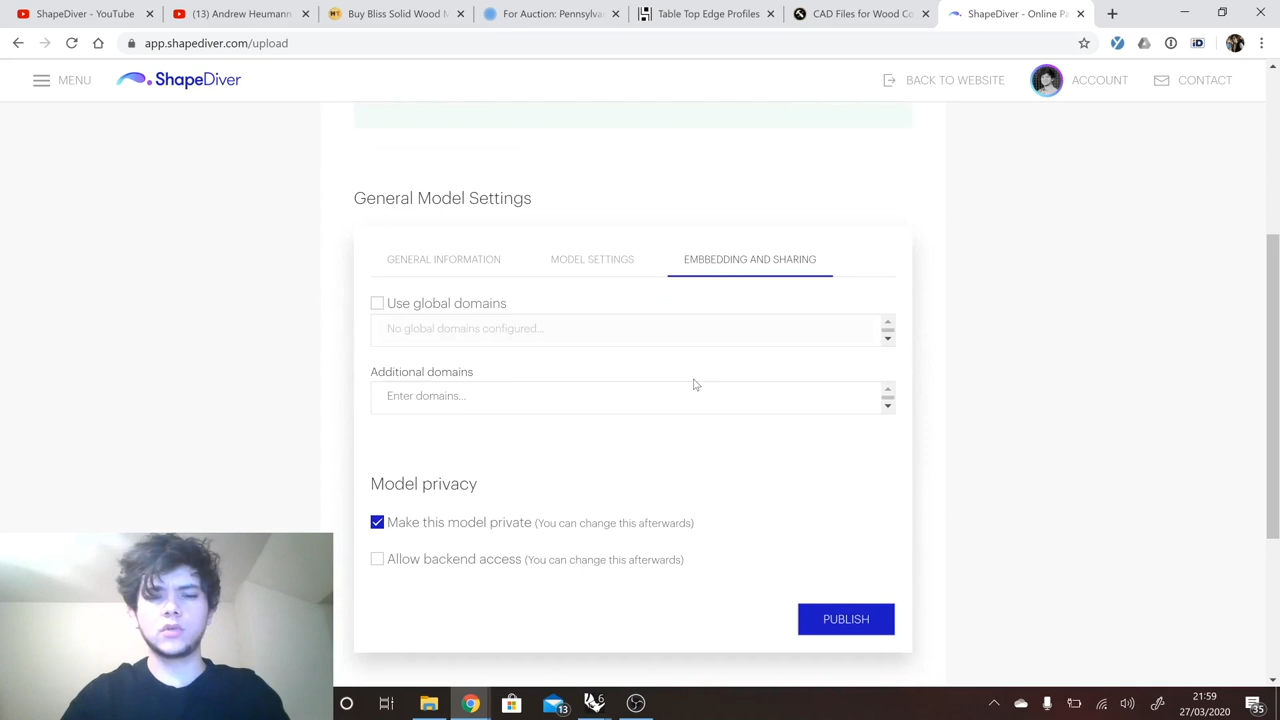 ShapeDiver - YouTube
(13) Andrew Heumann
Buy Bliss Solid Wood M
For Auction: Pennsylva
Table Top Edge Profiles
CAD Files for Wood Co
ShapeDiver - Online Pa
app.shapediver.com/upload
MENU
ShapeDiver
BACK TO WEBSITE
ACCOUNT
CONTACT
General Model Settings
GENERAL INFORMATION
MODEL SETTINGS
EMBBEDDING AND SHARING
Use global domains
No global domains configured...
Additional domains
Enter domains...
Model privacy
Make this model private (You can change this afterwards)
Allow backend access (You can change this afterwards)
PUBLISH
13
6
21:59
27/03/2020
35